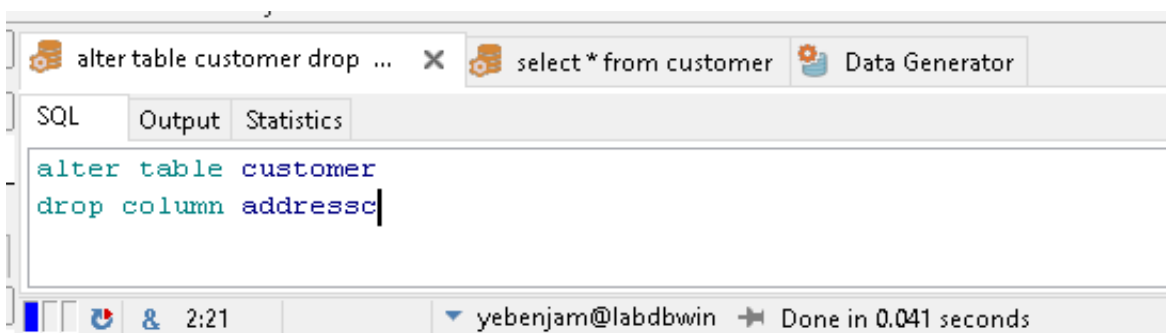 alter table customer drop ... select * from customer Data Generator
SQL Output Statistics
alter table customer
drop column addressc
& 2:21 yebenjam@labdbwin Done in 0.041 seconds